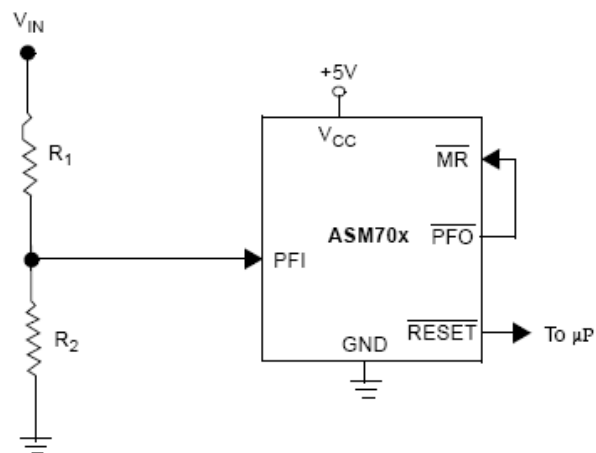 VIN
+5V
VCC
MR
R1
ASM70x
PFO
PFI
RESET
To µP
GND
R2